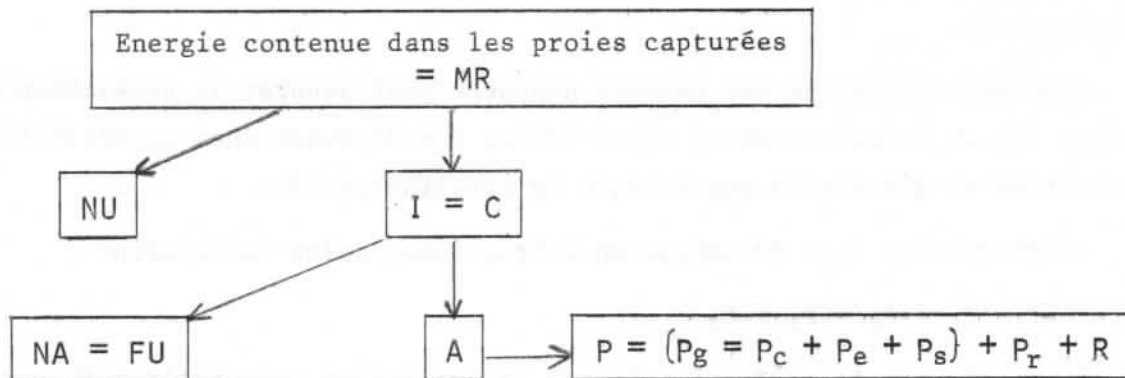 Energie contenue dans les proies capturées
= MR
NU
I = C
NA = FU
A
P = (Pg = Pc + Pe + Ps) + Pr + R